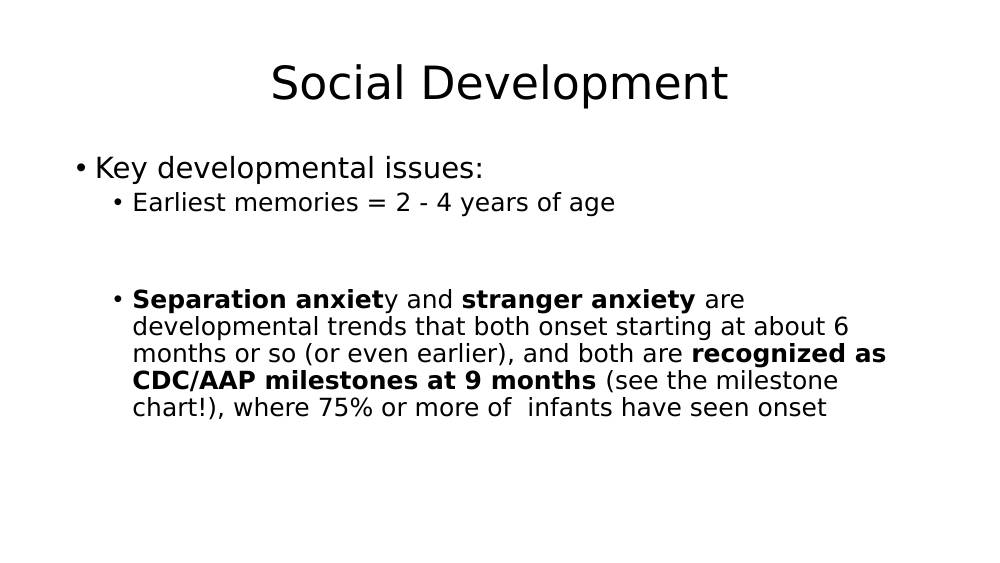 Social Development
• Key developmental issues:
• Earliest memories = 2 - 4 years of age
• Separation anxiety and stranger anxiety are
developmental trends that both onset starting at about 6
months or so (or even earlier), and both are recognized as
CDC/AAP milestones at 9 months (see the milestone
chart!), where 75% or more of  infants have seen onset